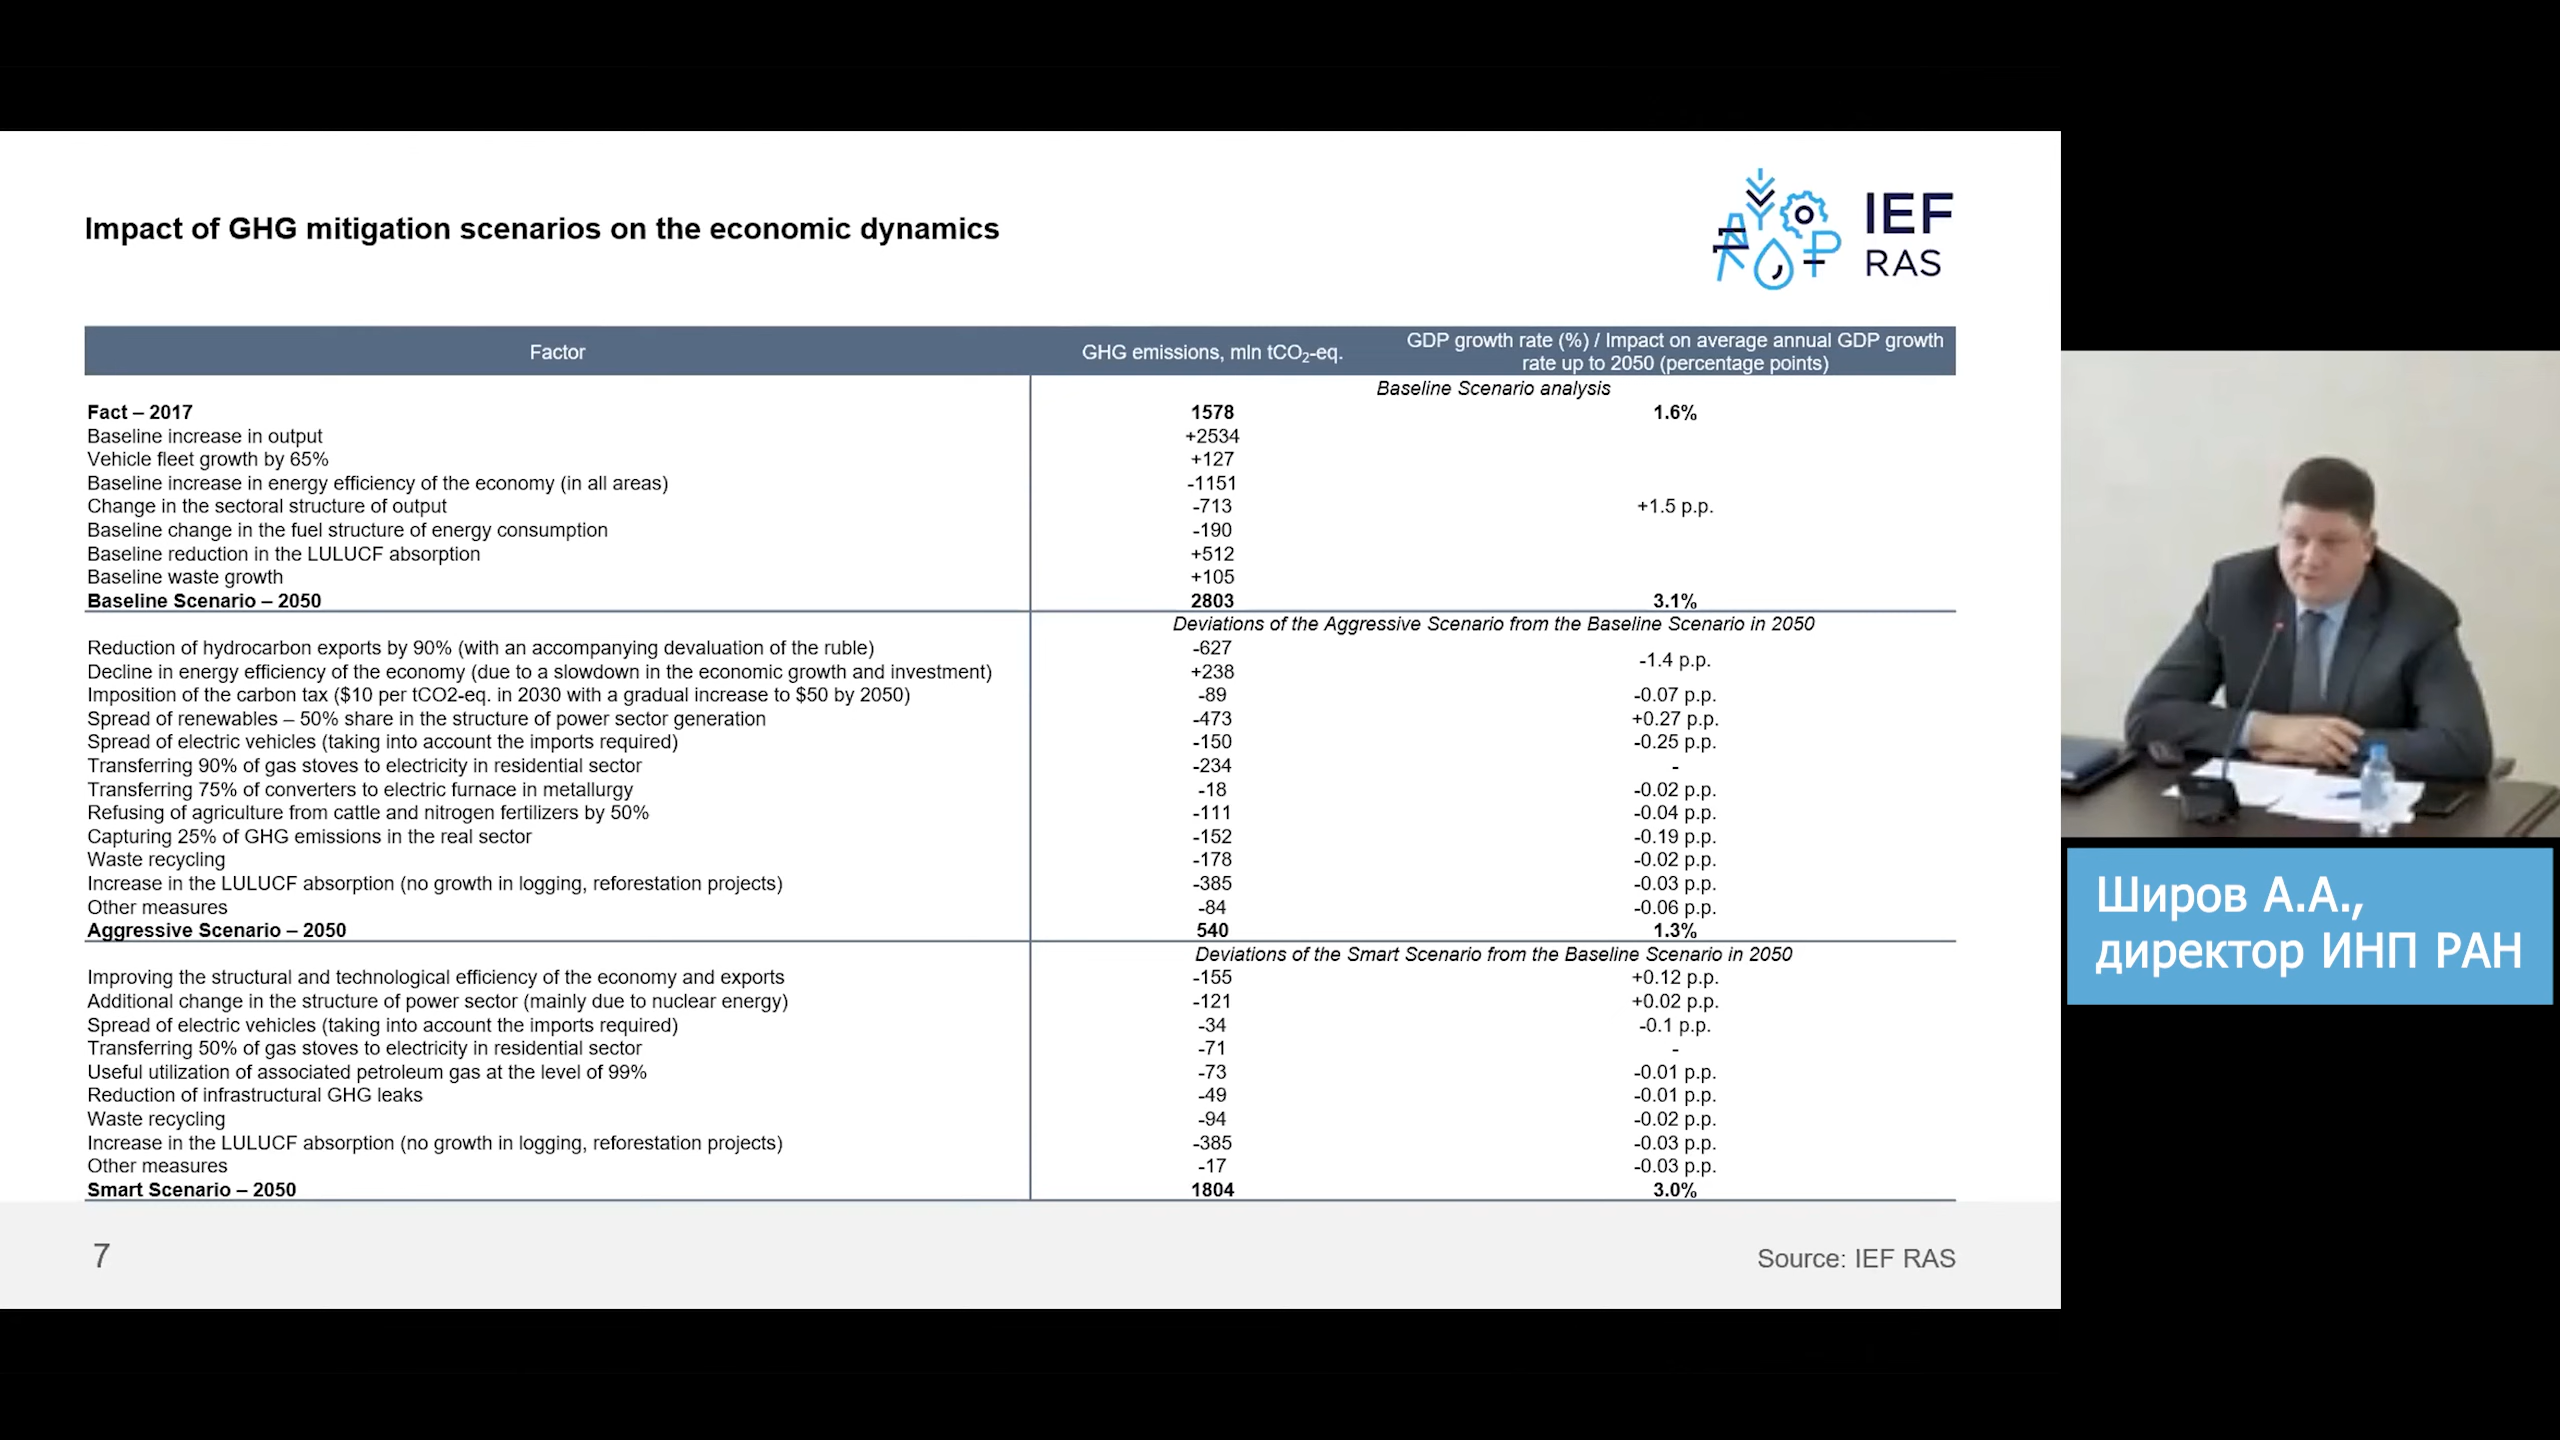 Impact of GHG mitigation scenarios on the economic dynamics
IEF
RAS
Factor
GHG emissions, mln tCO2-eq.
GDP growth rate (%) / Impact on average annual GDP growth
rate up to 2050 (percentage points)
Baseline Scenario analysis
Fact – 2017 1578 1.6%
Baseline increase in output +2534
Vehicle fleet growth by 65% +127
Baseline increase in energy efficiency of the economy (in all areas) -1151
Change in the sectoral structure of output -713 +1.5 p.p.
Baseline change in the fuel structure of energy consumption -190
Baseline reduction in the LULUCF absorption +512
Baseline waste growth +105
Baseline Scenario – 2050 2803 3.1%
Deviations of the Aggressive Scenario from the Baseline Scenario in 2050
Reduction of hydrocarbon exports by 90% (with an accompanying devaluation of the ruble) -627
-1.4 p.p.
Decline in energy efficiency of the economy (due to a slowdown in the economic growth and investment) +238
Imposition of the carbon tax ($10 per tCO2-eq. in 2030 with a gradual increase to $50 by 2050) -89 -0.07 p.p.
Spread of renewables – 50% share in the structure of power sector generation -473 +0.27 p.p.
Spread of electric vehicles (taking into account the imports required) -150 -0.25 p.p.
Transferring 90% of gas stoves to electricity in residential sector -234 -
Transferring 75% of converters to electric furnace in metallurgy -18 -0.02 p.p.
Refusing of agriculture from cattle and nitrogen fertilizers by 50% -111 -0.04 p.p.
Capturing 25% of GHG emissions in the real sector -152 -0.19 p.p.
Waste recycling -178 -0.02 p.p.
Increase in the LULUCF absorption (no growth in logging, reforestation projects) -385 -0.03 p.p.
Other measures -84 -0.06 p.p.
Aggressive Scenario – 2050 540 1.3%
Deviations of the Smart Scenario from the Baseline Scenario in 2050
Improving the structural and technological efficiency of the economy and exports -155 +0.12 p.p.
Additional change in the structure of power sector (mainly due to nuclear energy) -121 +0.02 p.p.
Spread of electric vehicles (taking into account the imports required) -34 -0.1 p.p.
Transferring 50% of gas stoves to electricity in residential sector -71 -
Useful utilization of associated petroleum gas at the level of 99% -73 -0.01 p.p.
Reduction of infrastructural GHG leaks -49 -0.01 p.p.
Waste recycling -94 -0.02 p.p.
Increase in the LULUCF absorption (no growth in logging, reforestation projects) -385 -0.03 p.p.
Other measures -17 -0.03 p.p.
Smart Scenario – 2050 1804 3.0%
7
Source: IEF RAS
Широв А.А.,
директор ИНП РАН